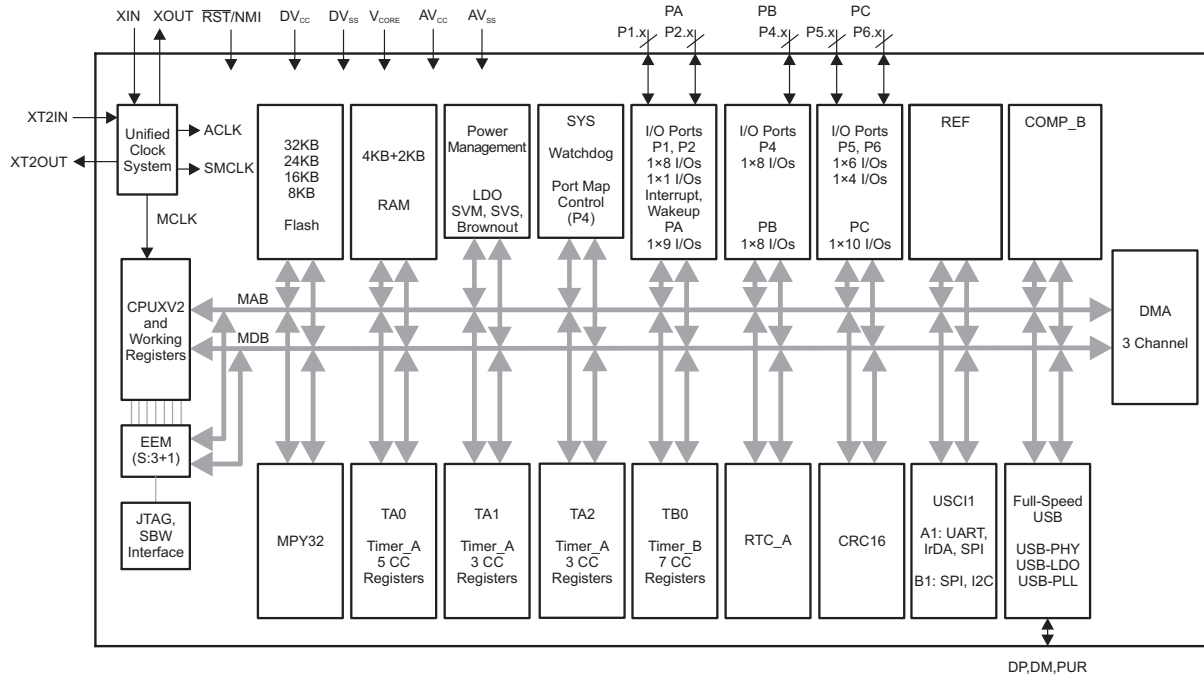 XIN XOUT RST/NMI DVCC DVSS VCORE AVCC AVSS
PA PB PC
P1.x P2.x P4.x P5.x P6.x
XT2IN
XT2OUT
Unified
Clock
System
ACLK
SMCLK
MCLK
32KB
24KB
16KB
8KB
Flash
4KB+2KB
RAM
Power
Management
LDO
SVM, SVS,
Brownout
SYS
Watchdog
Port Map
Control
(P4)
I/O Ports
P1, P2
1×8 I/Os
1×1 I/Os
Interrupt,
Wakeup
PA
1×9 I/Os
I/O Ports
P4
1×8 I/Os
PB
1×8 I/Os
I/O Ports
P5, P6
1×6 I/Os
1×4 I/Os
PC
1×10 I/Os
REF
COMP_B
CPUXV2
and
Working
Registers
MAB
MDB
DMA
3 Channel
EEM
(S:3+1)
JTAG,
SBW
Interface
MPY32
TA0
Timer_A
5 CC
Registers
TA1
Timer_A
3 CC
Registers
TA2
Timer_A
3 CC
Registers
TB0
Timer_B
7 CC
Registers
RTC_A
CRC16
USCI1
A1: UART,
IrDA, SPI
B1: SPI, I2C
Full-Speed
USB
USB-PHY
USB-LDO
USB-PLL
DP,DM,PUR